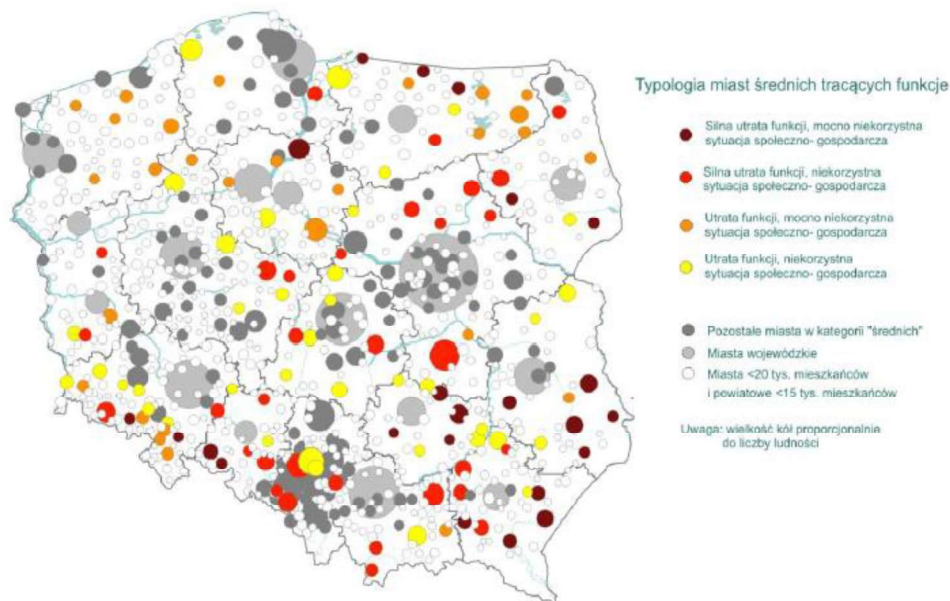 Typologia miast średnich tracących funkcje
Silna utrata funkcji, mocno niekorzystna
sytuacja społeczno- gospodarcza
Silna utrata funkcji, niekorzystna
sytuacja społeczno- gospodarcza
Utrata funkcji, mocno niekorzystna
sytuacja społeczno- gospodarcza
Utrata funkcji, niekorzystna
sytuacja społeczno- gospodarcza
Pozostałe miasta w kategorii "średnich"
Miasta wojewódzkie
Miasta <20 tys. mieszkańców
i powiatowe <15 tys. mieszkańców
Uwaga: wielkość kół proporcjonalnie
do liczby ludności